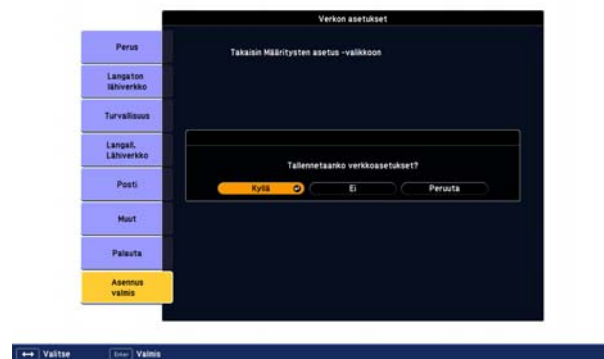 Verkon asetukset
Perus
Takaisin Määritysten asetus -valikkoon
Langaton
lähiverkko
Turvallisuus
Langall.
Lähiverkko
Tallennetaanko verkkoasetukset?
Posti
Kyllä
Ei
Peruuta
Muut
Palauta
Asennus
valmis
Valitse
Enter Valmis